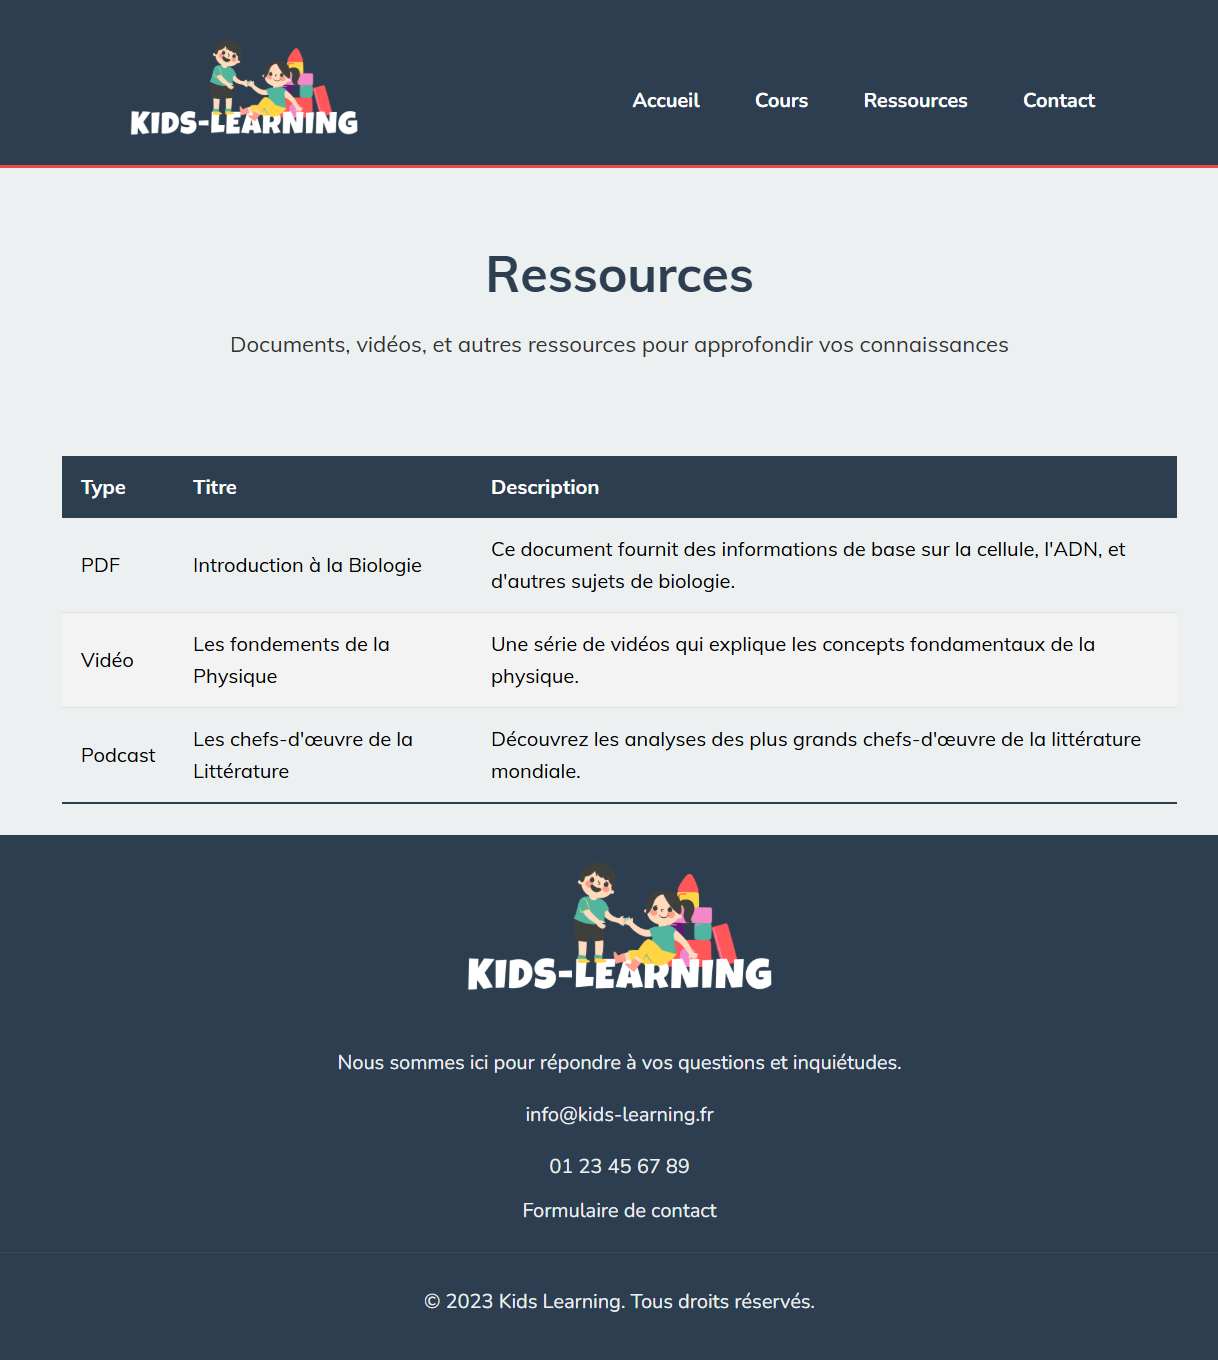 KIDS-LEARNING
Accueil
Cours
Ressources
Contact
Ressources
Documents, vidéos, et autres ressources pour approfondir vos connaissances
Type
Titre
Description
PDF
Introduction à la Biologie
Ce document fournit des informations de base sur la cellule, l'ADN, et
d'autres sujets de biologie.
Vidéo
Les fondements de la
Physique
Une série de vidéos qui explique les concepts fondamentaux de la
physique.
Podcast
Les chefs-d'œuvre de la
Littérature
Découvrez les analyses des plus grands chefs-d'œuvre de la littérature
mondiale.
KIDS-LEARNING
Nous sommes ici pour répondre à vos questions et inquiétudes.
info@kids-learning.fr
01 23 45 67 89
Formulaire de contact
© 2023 Kids Learning. Tous droits réservés.